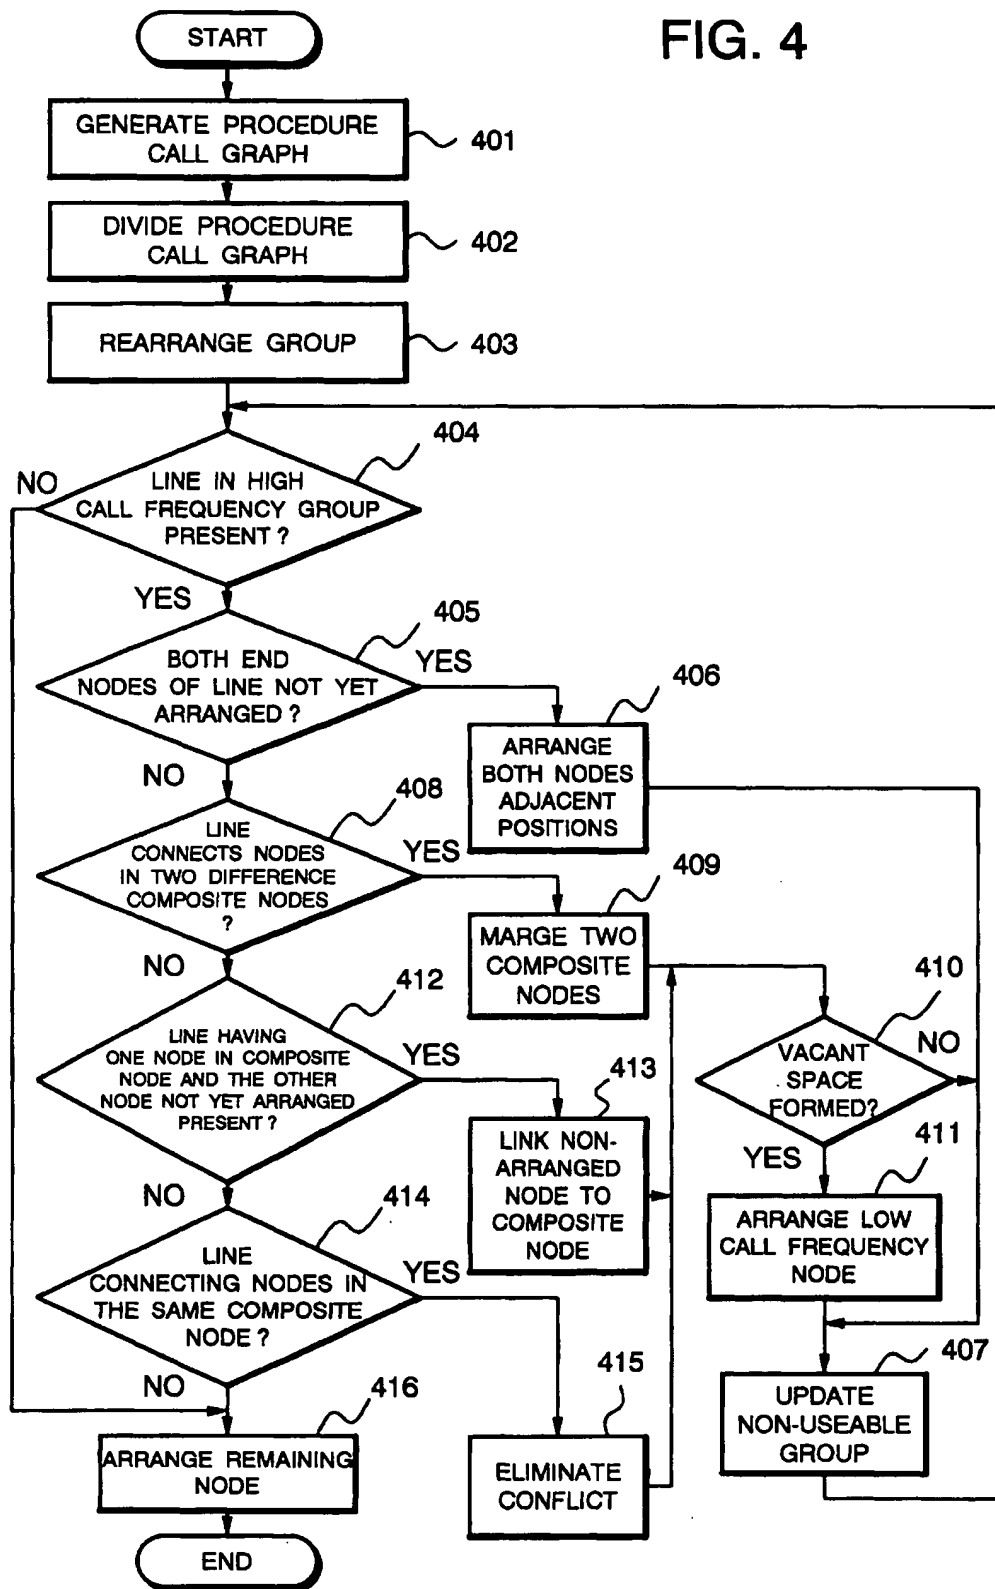 FIG. 4
START
GENERATE PROCEDURE
CALL GRAPH
401
DIVIDE PROCEDURE
CALL GRAPH
402
REARRANGE GROUP
403
404
NO
LINE IN HIGH
CALL FREQUENCY GROUP
PRESENT ?
YES
405
BOTH END
NODES OF LINE NOT YET
ARRANGED ?
YES
406
ARRANGE
BOTH NODES
ADJACENT
POSITIONS
NO
408
LINE
CONNECTS NODES
IN TWO DIFFERENCE
COMPOSITE NODES
?
YES
409
MARGE TWO
COMPOSITE
NODES
NO
410
VACANT
SPACE
FORMED?
NO
YES
412
LINE HAVING
ONE NODE IN COMPOSITE
NODE AND THE OTHER
NODE NOT YET ARRANGED
PRESENT ?
YES
413
LINK NON-
ARRANGED
NODE TO
COMPOSITE
NODE
411
ARRANGE LOW
CALL FREQUENCY
NODE
NO
414
LINE
CONNECTING NODES IN
THE SAME COMPOSITE
NODE ?
YES
415
ELIMINATE
CONFLICT
407
UPDATE
NON-USEABLE
GROUP
NO
416
ARRANGE REMAINING
NODE
END